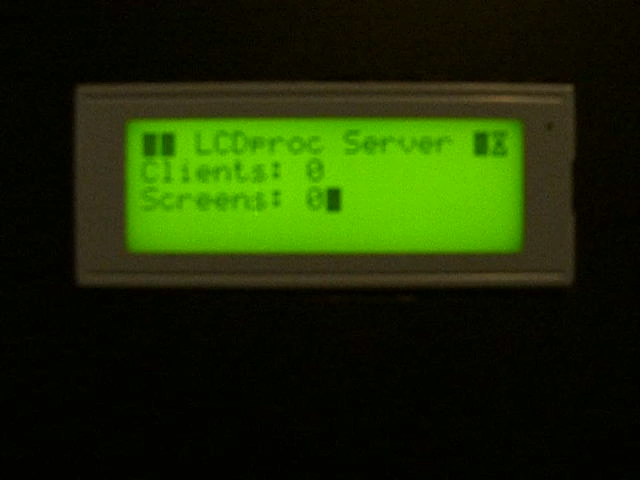 ██ LCDproc Server █
Clients: 0
Screens: 0█